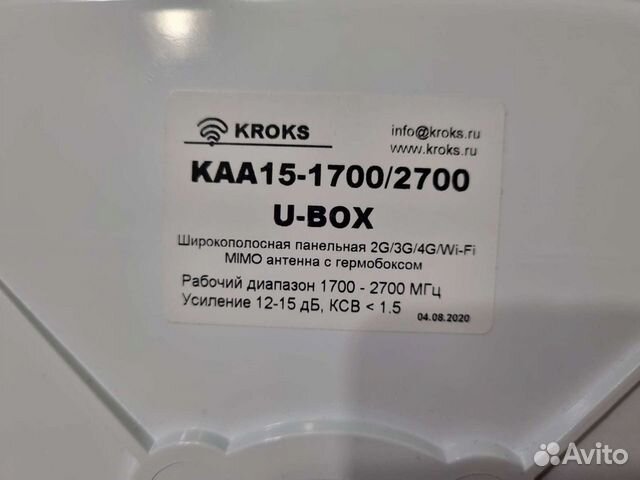 KROKS
info@kroks.ru
www.kroks.ru
KAA15-1700/2700
U-BOX
Широкополосная панельная 2G/3G/4G/Wi-Fi
MIMO антенна с гермобоксом
Рабочий диапазон 1700 - 2700 МГц
Усиление 12-15 дБ, КСВ < 1.5
04.08.2020
Avito